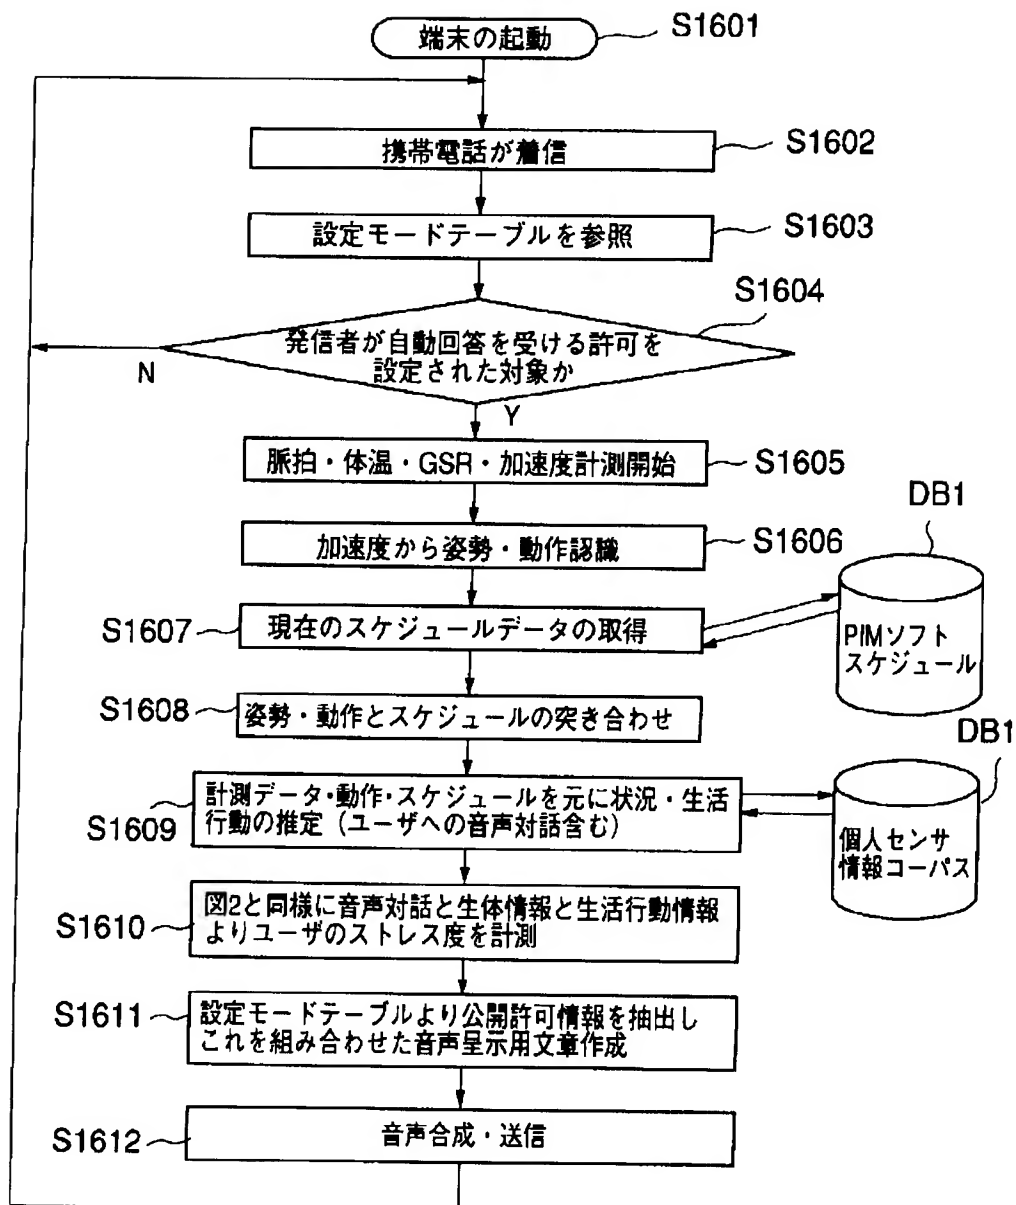 端末の起動
S1601
携帯電話が着信
S1602
設定モードテーブルを参照
S1603
S1604
発信者が自動回答を受ける許可を
設定された対象か
N
Y
脈拍・体温・GSR・加速度計測開始
S1605
加速度から姿勢・動作認識
S1606
DB1
S1607
現在のスケジュールデータの取得
PIMソフト
スケジュール
S1608
姿勢・動作とスケジュールの突き合わせ
DB1
S1609
計測データ・動作・スケジュールを元に状況・生活
行動の推定（ユーザへの音声対話含む）
個人センサ
情報コーパス
S1610
図2と同様に音声対話と生体情報と生活行動情報
よりユーザのストレス度を計測
S1611
設定モードテーブルより公開許可情報を抽出し
これを組み合わせた音声呈示用文章作成
S1612
音声合成・送信